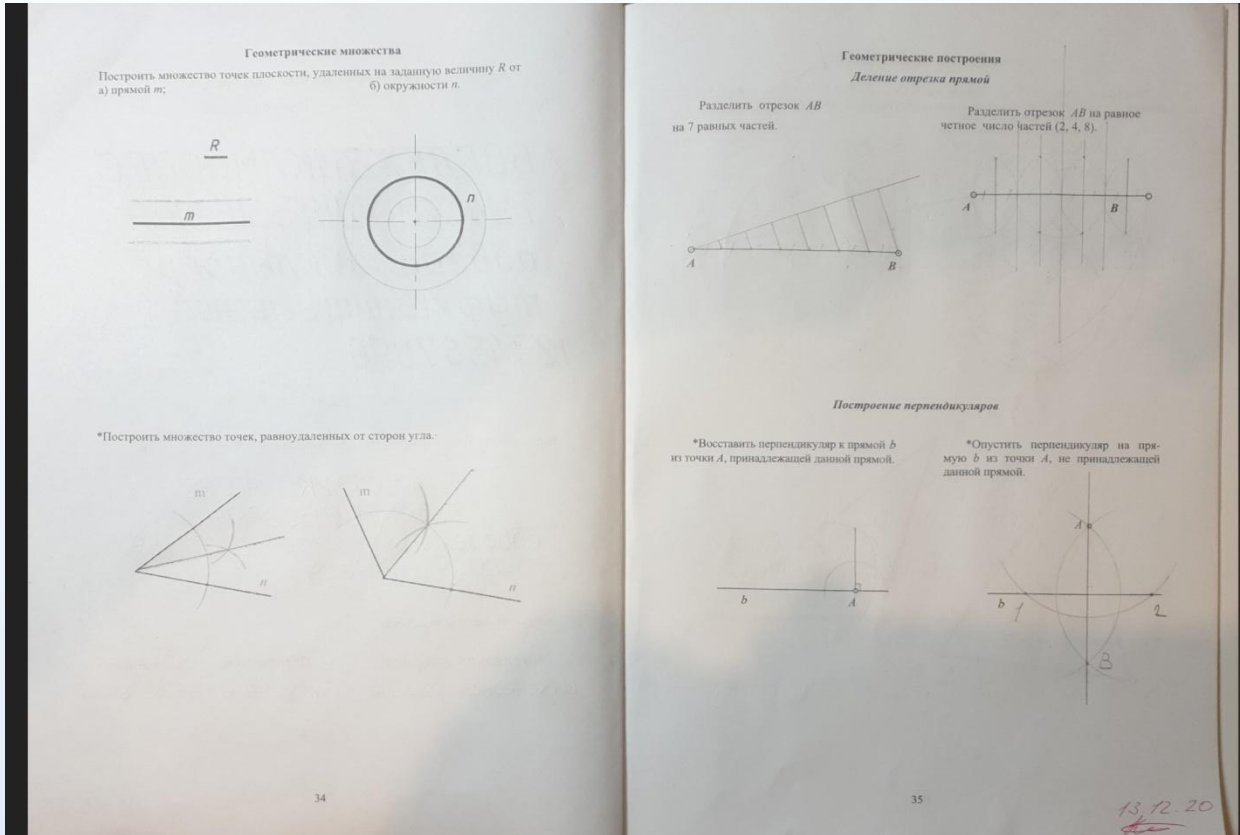 Геометрические множества
Построить множество точек плоскости, удаленных на заданную величину R от
а) прямой m;
б) окружности n.
R
m
n
*Построить множество точек, равноудаленных от сторон угла.
m
n
m
n
34
Геометрические построения
Деление отрезка прямой
Разделить отрезок AB
на 7 равных частей.
A
B
Разделить отрезок AB на равное
четное число частей (2, 4, 8).
A
B
Построение перпендикуляров
*Восставить перпендикуляр к прямой b
из точки A, принадлежащей данной прямой.
b
A
*Опустить перпендикуляр на пря-
мую b из точки A, не принадлежащей
данной прямой.
A
b
1
2
B
35
13.12.20